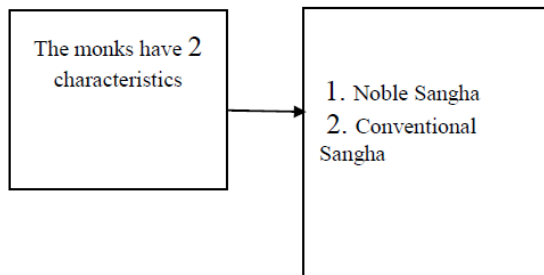 The monks have 2
characteristics
1. Noble Sangha
2. Conventional
Sangha